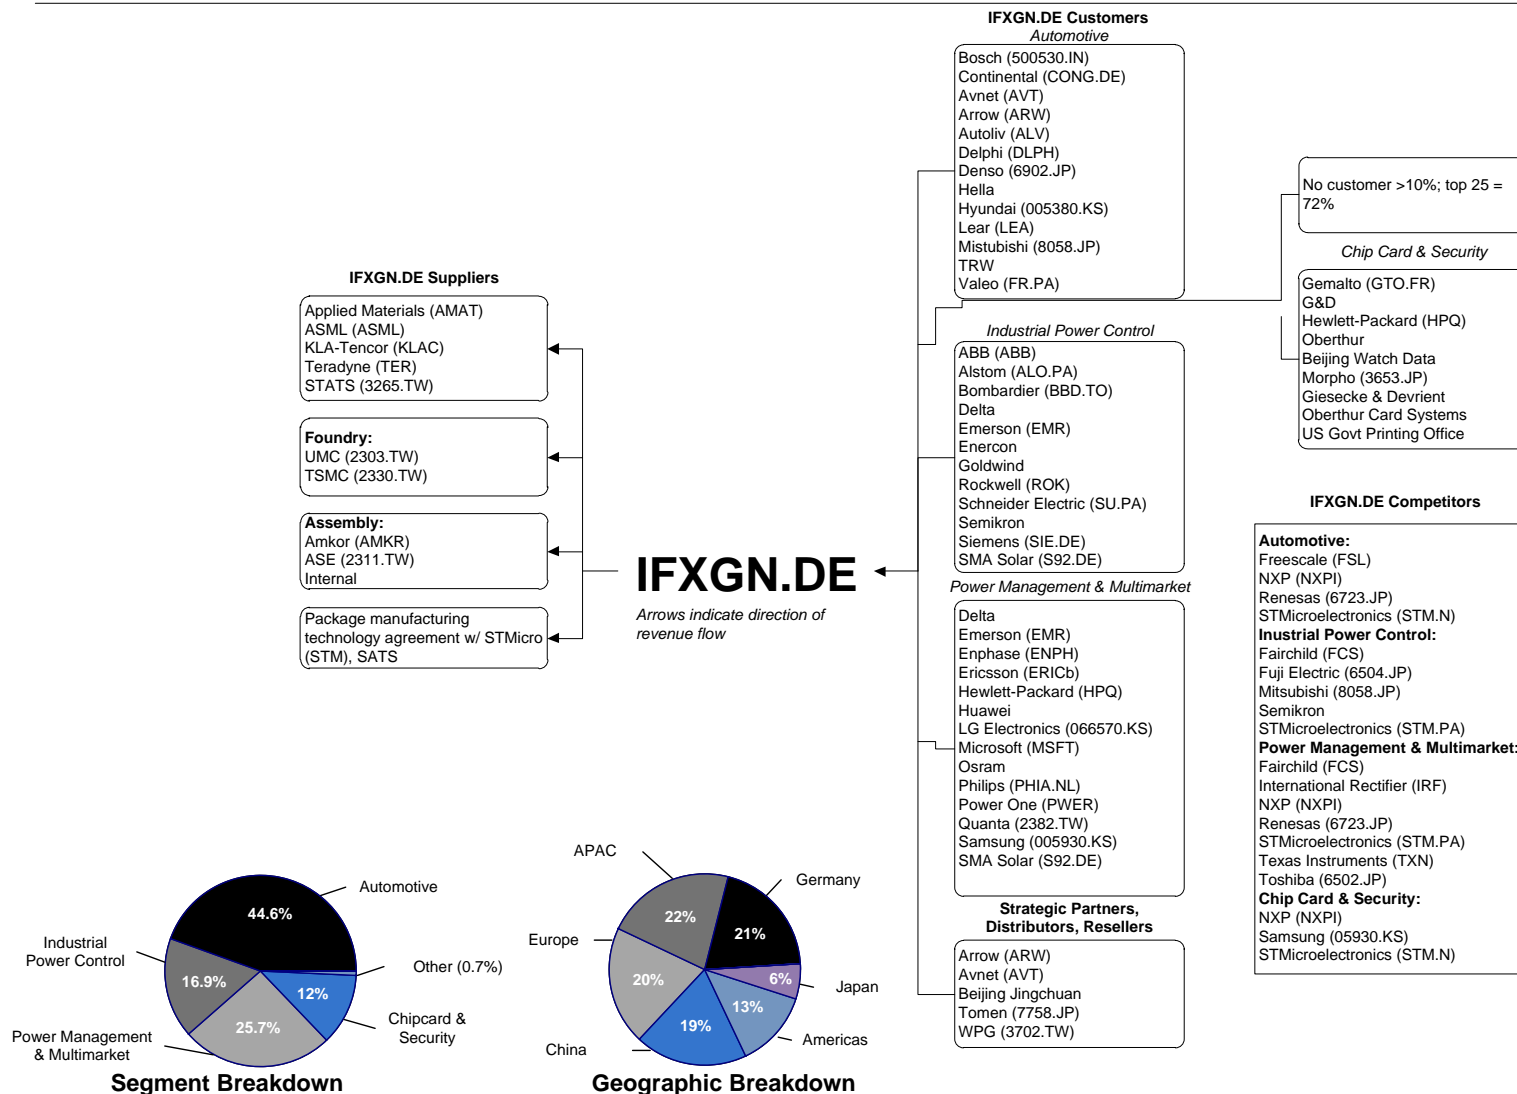 IFXGN.DE Customers
Automotive
Bosch (500530.IN)
Continental (CONG.DE)
Avnet (AVT)
Arrow (ARW)
Autoliv (ALV)
Delphi (DLPH)
Denso (6902.JP)
Hella
Hyundai (005380.KS)
Lear (LEA)
Mistubishi (8058.JP)
TRW
Valeo (FR.PA)
No customer >10%; top 25 =
72%
Chip Card & Security
Gemalto (GTO.FR)
G&D
Hewlett-Packard (HPQ)
Oberthur
Beijing Watch Data
Morpho (3653.JP)
Giesecke & Devrient
Oberthur Card Systems
US Govt Printing Office
IFXGN.DE Suppliers
Applied Materials (AMAT)
ASML (ASML)
KLA-Tencor (KLAC)
Teradyne (TER)
STATS (3265.TW)
Foundry:
UMC (2303.TW)
TSMC (2330.TW)
Assembly:
Amkor (AMKR)
ASE (2311.TW)
Internal
Package manufacturing
technology agreement w/ STMicro
(STM), SATS
IFXGN.DE
Arrows indicate direction of
revenue flow
Industrial Power Control
ABB (ABB)
Alstom (ALO.PA)
Bombardier (BBD.TO)
Delta
Emerson (EMR)
Enercon
Goldwind
Rockwell (ROK)
Schneider Electric (SU.PA)
Semikron
Siemens (SIE.DE)
SMA Solar (S92.DE)
Power Management & Multimarket
Delta
Emerson (EMR)
Enphase (ENPH)
Ericsson (ERICb)
Hewlett-Packard (HPQ)
Huawei
LG Electronics (066570.KS)
Microsoft (MSFT)
Osram
Philips (PHIA.NL)
Power One (PWER)
Quanta (2382.TW)
Samsung (005930.KS)
SMA Solar (S92.DE)
Strategic Partners,
Distributors, Resellers
Arrow (ARW)
Avnet (AVT)
Beijing Jingchuan
Tomen (7758.JP)
WPG (3702.TW)
IFXGN.DE Competitors
Automotive:
Freescale (FSL)
NXP (NXPI)
Renesas (6723.JP)
STMicroelectronics (STM.N)
Inustrial Power Control:
Fairchild (FCS)
Fuji Electric (6504.JP)
Mitsubishi (8058.JP)
Semikron
STMicroelectronics (STM.PA)
Power Management & Multimarket:
Fairchild (FCS)
International Rectifier (IRF)
NXP (NXPI)
Renesas (6723.JP)
STMicroelectronics (STM.PA)
Texas Instruments (TXN)
Toshiba (6502.JP)
Chip Card & Security:
NXP (NXPI)
Samsung (05930.KS)
STMicroelectronics (STM.N)
Automotive
44.6%
Industrial
Power Control
16.9%
Other (0.7%)
12%
Chipcard &
Security
25.7%
Power Management
& Multimarket
Segment Breakdown
APAC
22%
Germany
21%
Europe
20%
Japan
6%
13%
Americas
19%
China
Geographic Breakdown